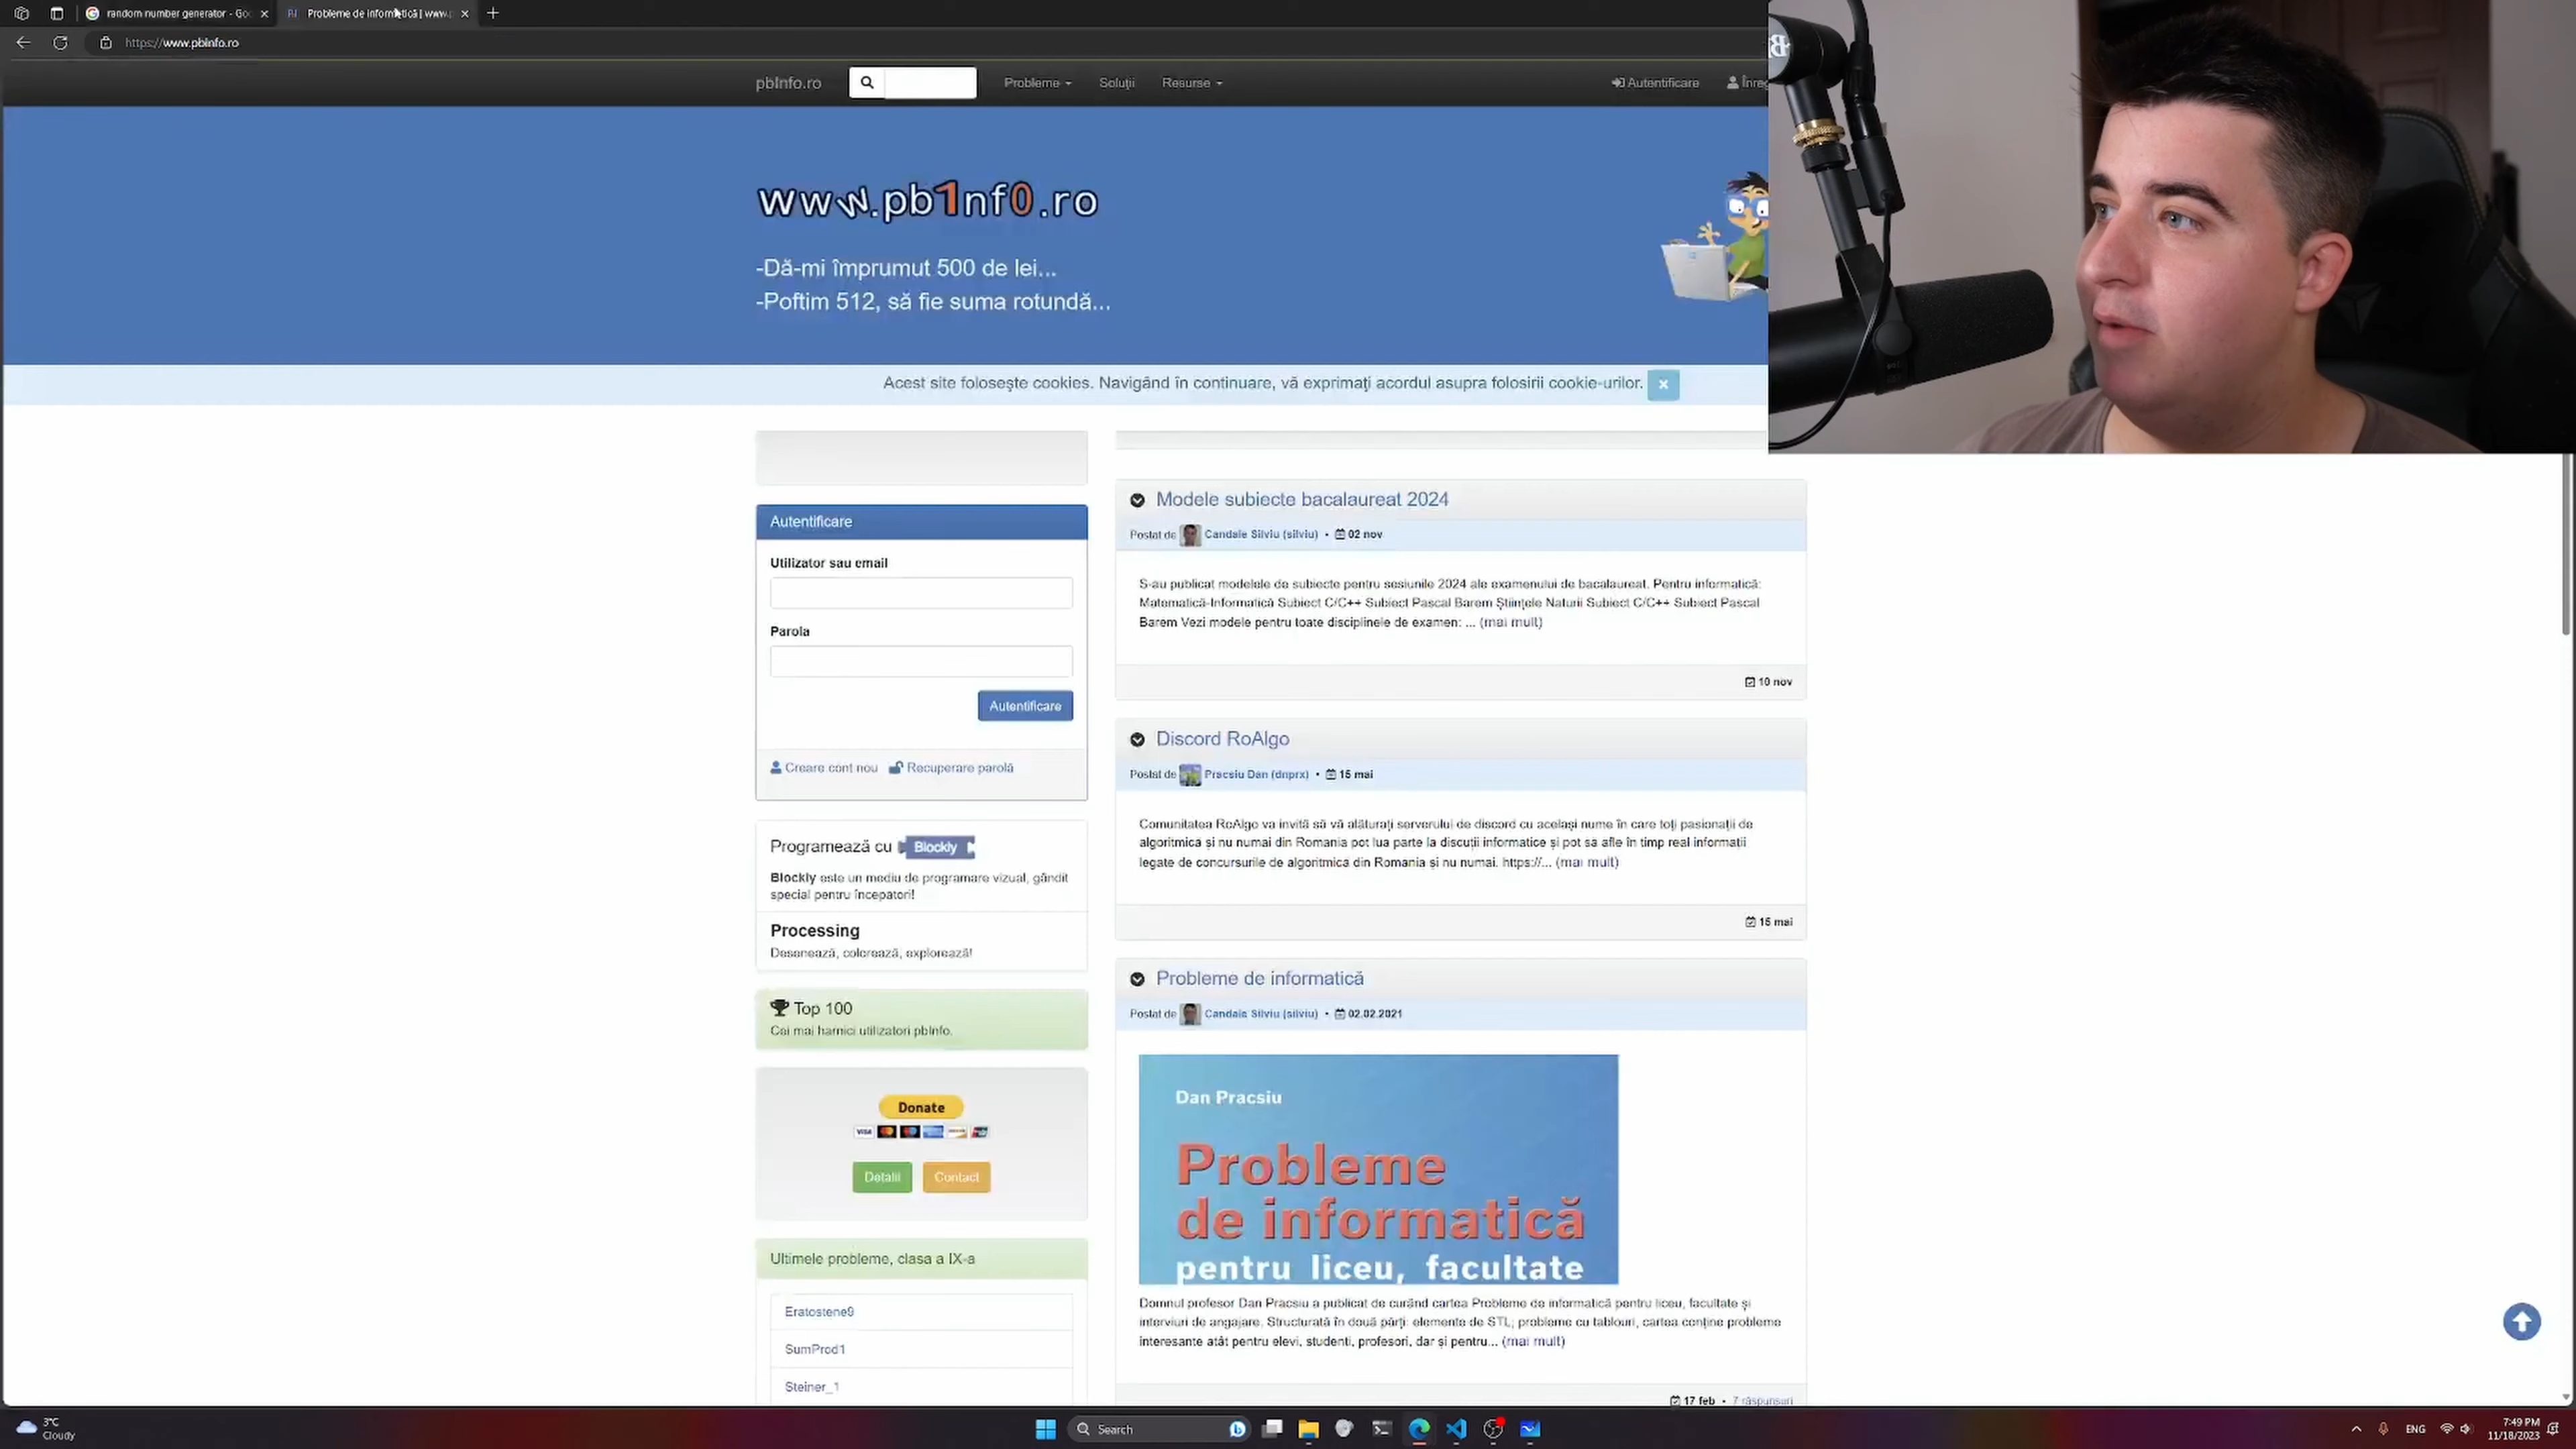 random number generator - Goo
Probleme de informatică | www.p
https://www.pbinfo.ro
pbInfo.ro
Probleme
Soluții
Resurse
Autentificare
Înreg
www.pb1nf0.ro
-Dă-mi împrumut 500 de lei...
-Poftim 512, să fie suma rotundă...
Acest site folosește cookies. Navigând în continuare, vă exprimați acordul asupra folosirii cookie-urilor.
Autentificare
Utilizator sau email
Parola
Autentificare
Creare cont nou
Recuperare parolă
Programează cu Blockly
Blockly este un mediu de programare vizual, gândit
special pentru începatori!
Processing
Desenează, colorează, explorează!
Top 100
Cei mai harnici utilizatori pbInfo.
Donate
VISA
Detalii
Contact
Ultimele probleme, clasa a IX-a
Eratostene9
SumProd1
Steiner_1
Modele subiecte bacalaureat 2024
Postat de Candale Silviu (silviu) • 02 nov
S-au publicat modelele de subiecte pentru sesiunile 2024 ale examenului de bacalaureat. Pentru informatică:
Matematică-Informatică Subiect C/C++ Subiect Pascal Barem Științele Naturii Subiect C/C++ Subiect Pascal
Barem Vezi modele pentru toate disciplinele de examen: ... (mai mult)
10 nov
Discord RoAlgo
Postat de Pracsiu Dan (dnprx) • 15 mai
Comunitatea RoAlgo va invită să vă alăturați serverului de discord cu același nume în care toți pasionații de
algoritmica și nu numai din Romania pot lua parte la discuții informatice și pot sa afle în timp real informații
legate de concursurile de algoritmica din Romania și nu numai. https://... (mai mult)
15 mai
Probleme de informatică
Postat de Candale Silviu (silviu) • 02.02.2021
Dan Pracsiu
Probleme
de informatică
pentru liceu, facultate
Domnul profesor Dan Pracsiu a publicat de curând cartea Probleme de informatică pentru liceu, facultate și
interviuri de angajare. Structurată în două părți: elemente de STL; probleme cu tablouri, cartea conține probleme
interesante atât pentru elevi, studenti, profesori, dar și pentru... (mai mult)
17 feb • 7 răspunsuri
3°C
Cloudy
Search
ENG
7:49 PM
11/18/2023